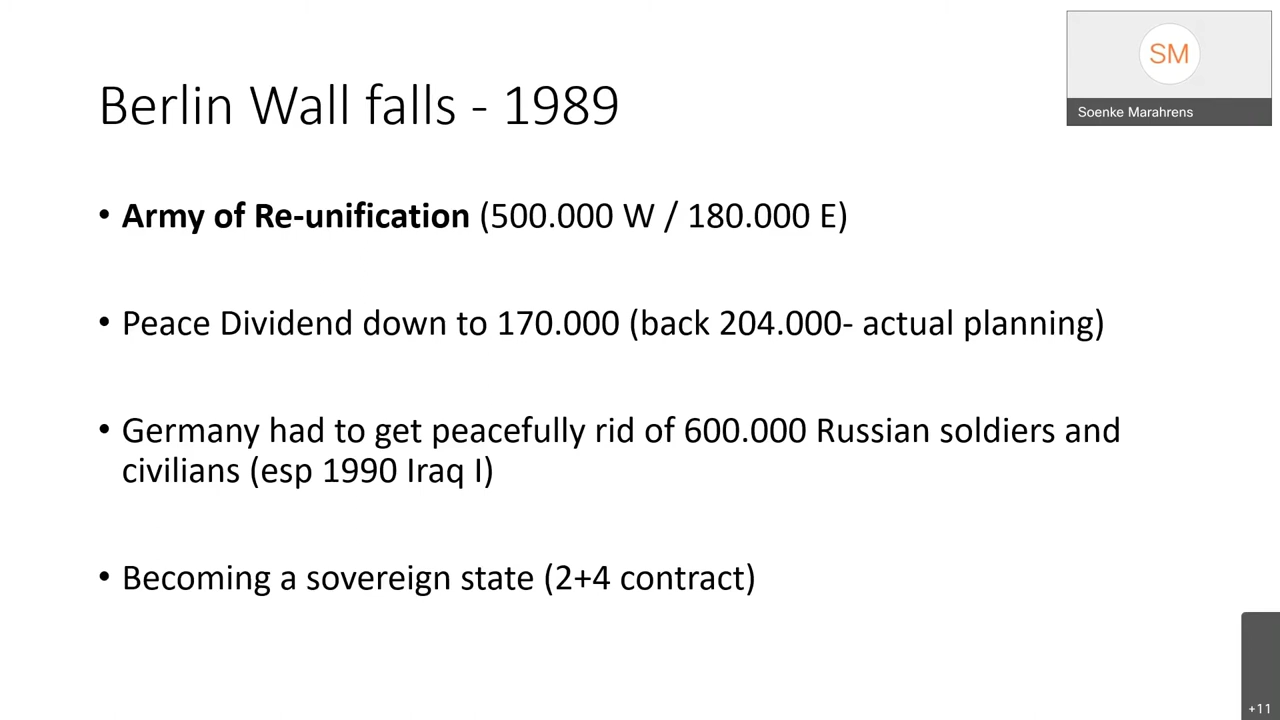 SM
Soenke Marahrens
Berlin Wall falls - 1989
• Army of Re-unification (500.000 W / 180.000 E)
• Peace Dividend down to 170.000 (back 204.000- actual planning)
• Germany had to get peacefully rid of 600.000 Russian soldiers and
civilians (esp 1990 Iraq I)
• Becoming a sovereign state (2+4 contract)
+11